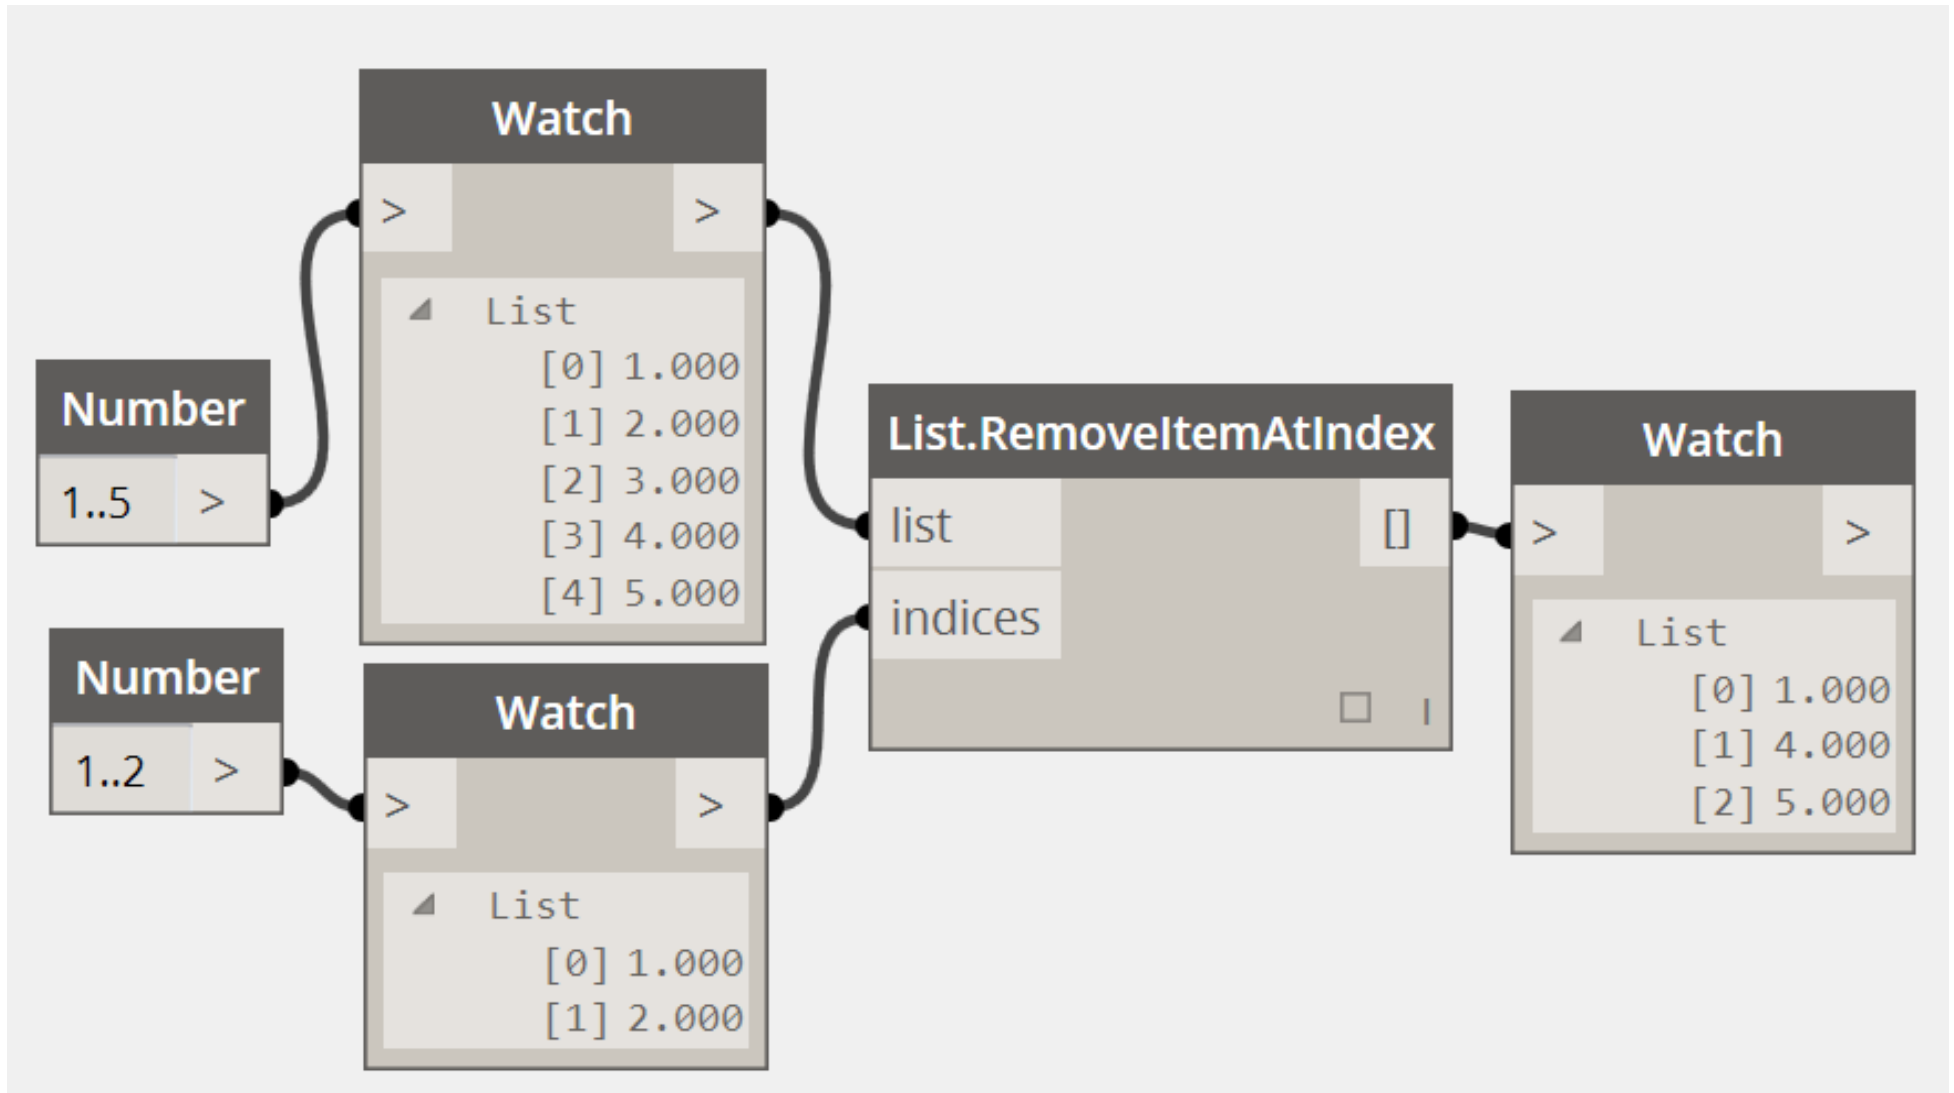 Watch
>
>
List
[0] 1.000
[1] 2.000
[2] 3.000
[3] 4.000
[4] 5.000
Number
1..5 >
Number
1..2 >
Watch
>
>
List
[0] 1.000
[1] 2.000
List.RemoveItemAtIndex
list
[]
indices
Watch
>
>
List
[0] 1.000
[1] 4.000
[2] 5.000